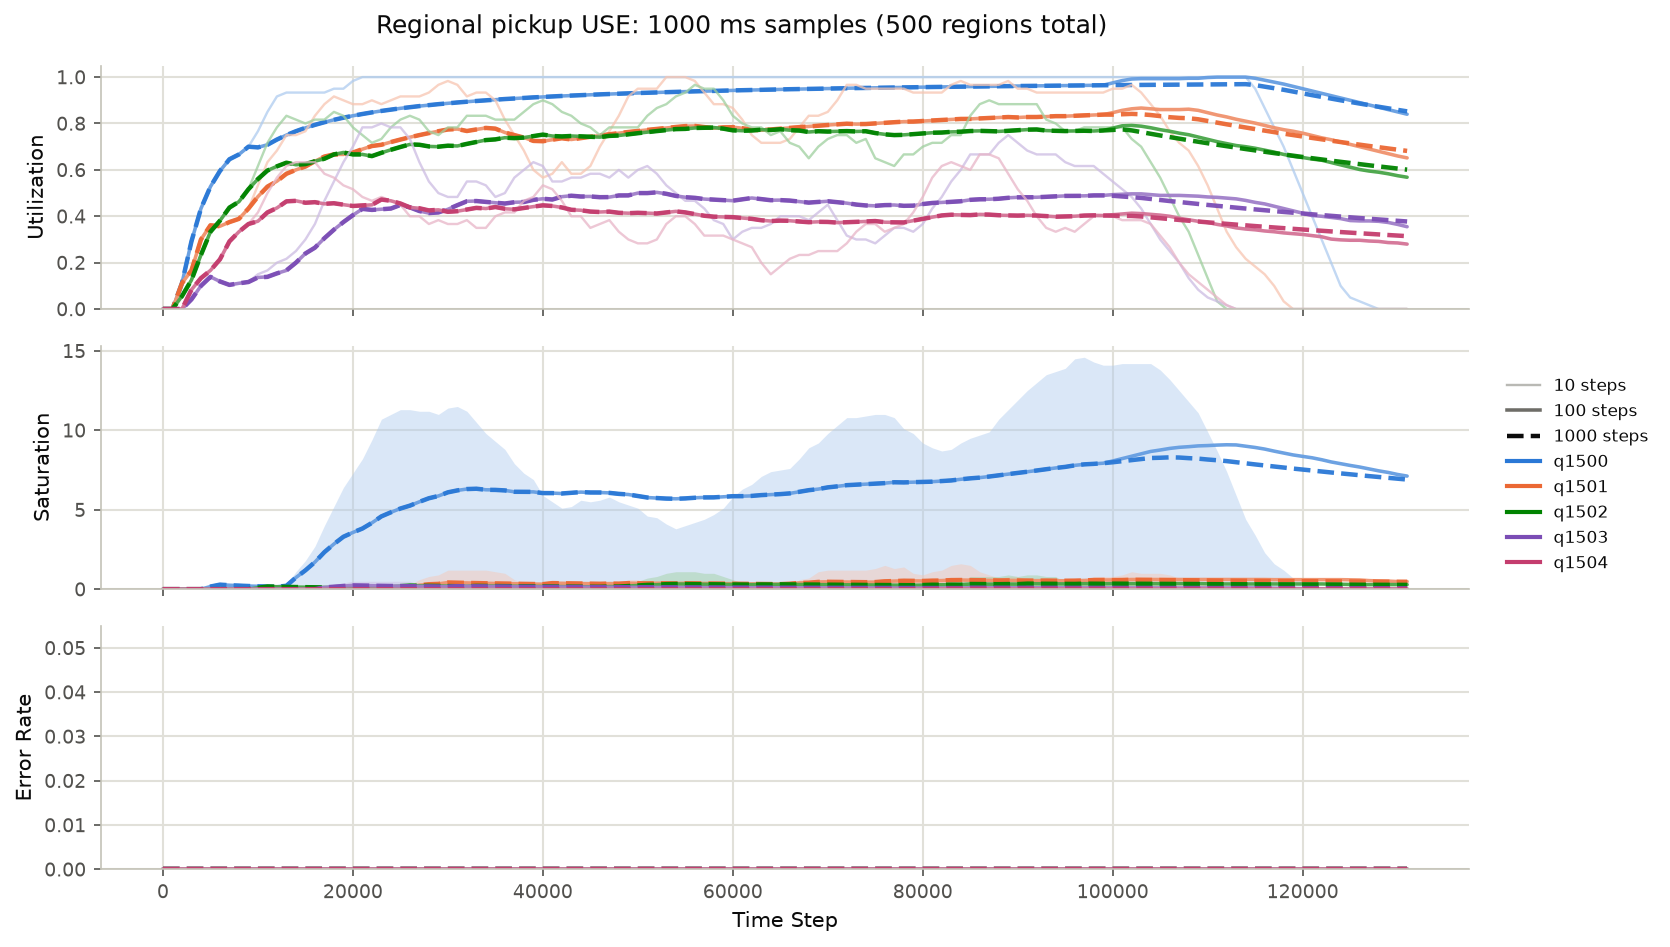 Regional pickup USE: 1000 ms samples (500 regions total)
Utilization
1.0
0.8
0.6
0.4
0.2
0.0
Saturation
15
10
5
0
10 steps
100 steps
1000 steps
q1500
q1501
q1502
q1503
q1504
Error Rate
0.05
0.04
0.03
0.02
0.01
0.00
0
20000
40000
60000
80000
100000
120000
Time Step